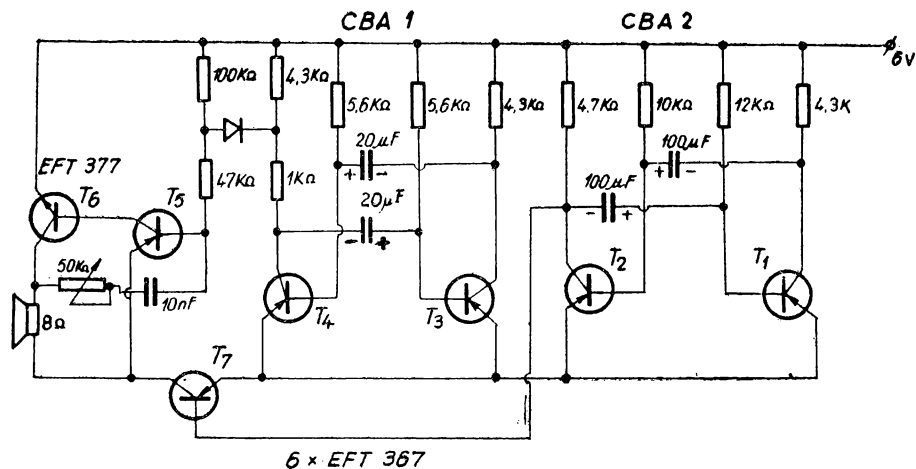 CBA 1
CBA 2
6V
100KΩ
4,3KΩ
5,6KΩ
5,6KΩ
4,3KΩ
4,7KΩ
10KΩ
12KΩ
4,3K
20µF
+ -
100µF
+ -
EFT 377
T6
T5
47KΩ
1KΩ
20µF
- +
100µF
- +
50KΩ
10nF
T4
T3
T2
T1
8Ω
T7
6 x EFT 367